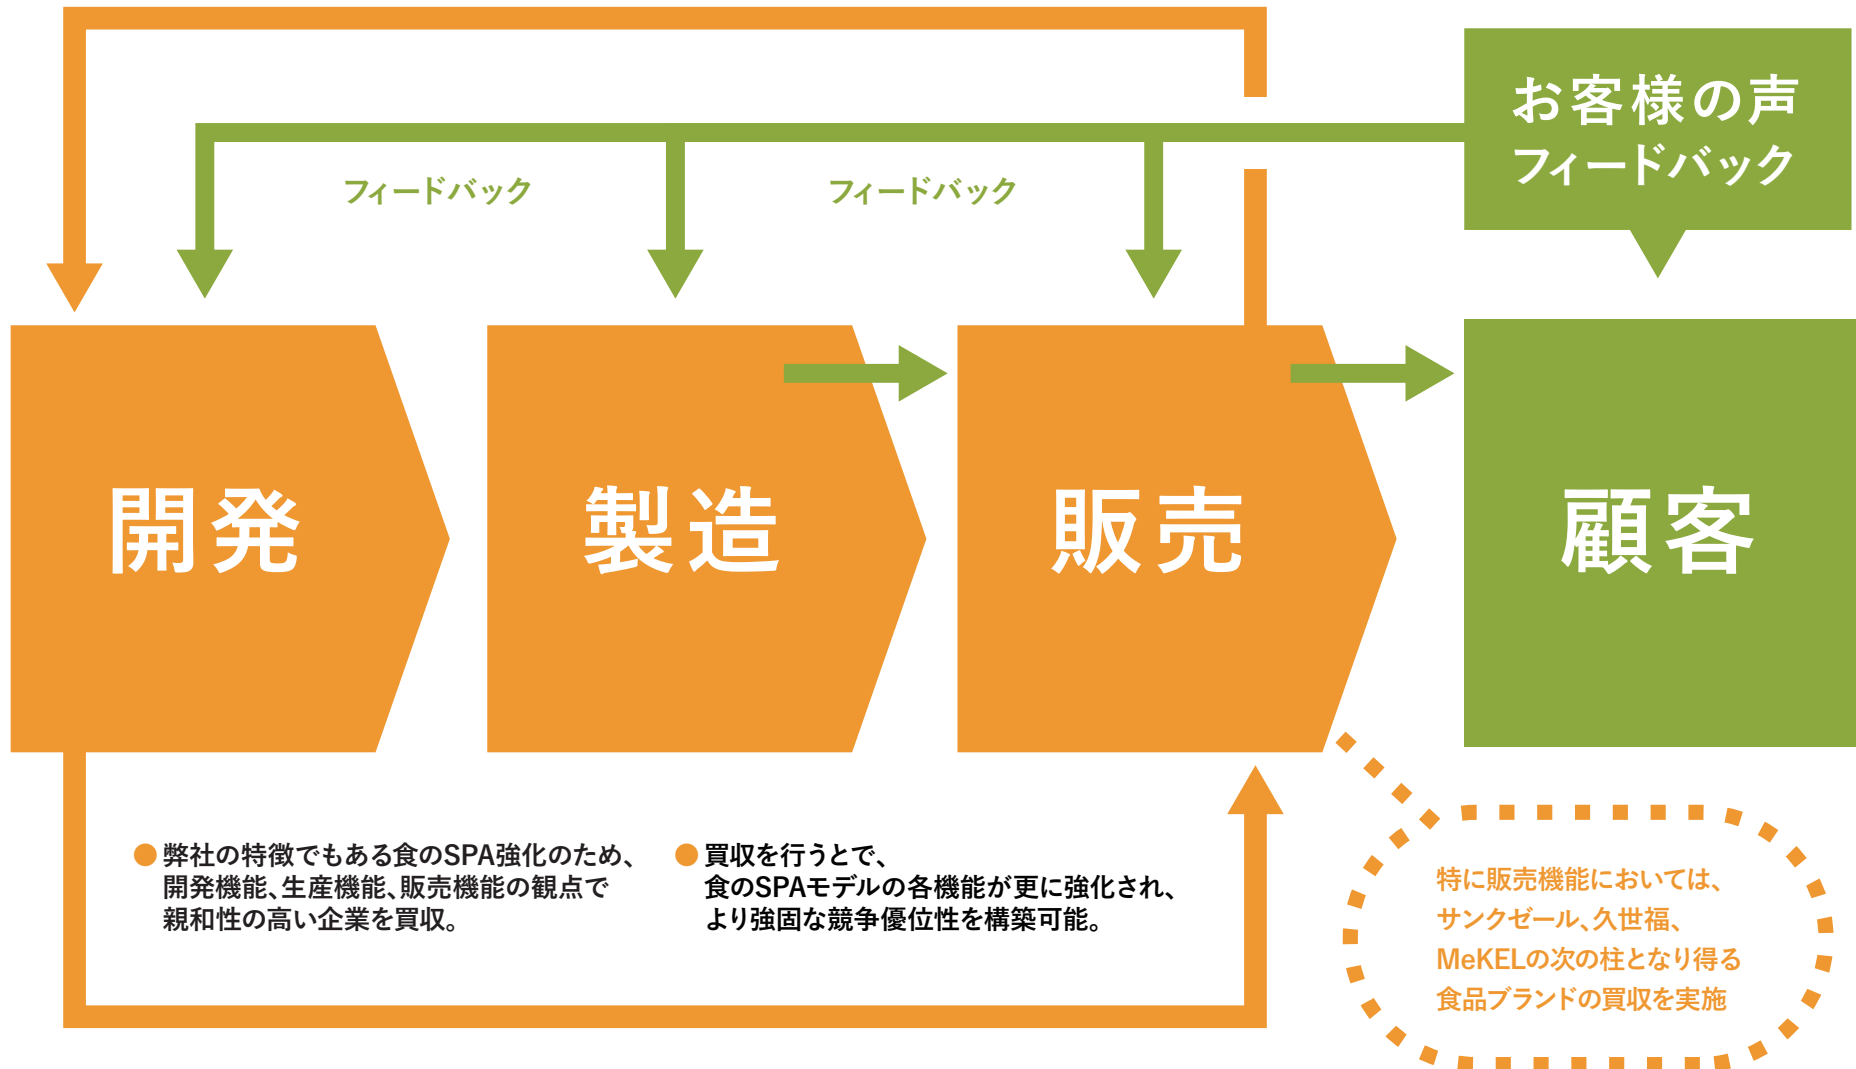 お客様の声
フィードバック
フィードバック
フィードバック
開発
製造
販売
顧客
●弊社の特徴でもある食のSPA強化のため、
開発機能、生産機能、販売機能の観点で
親和性の高い企業を買収。
●買収を行うとで、
食のSPAモデルの各機能が更に強化され、
より強固な競争優位性を構築可能。
特に販売機能においては、
サンクゼール、久世福、
MeKELの次の柱となり得る
食品ブランドの買収を実施